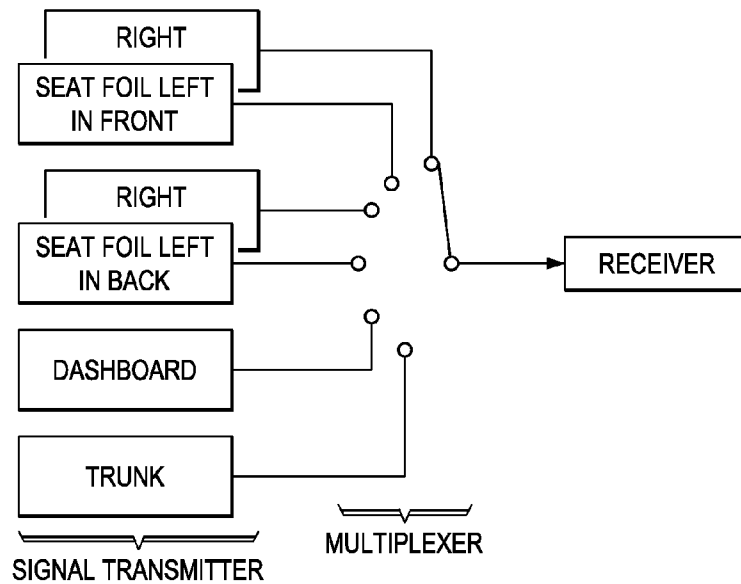 RIGHT
SEAT FOIL LEFT
IN FRONT
RIGHT
SEAT FOIL LEFT
IN BACK
RECEIVER
DASHBOARD
TRUNK
SIGNAL TRANSMITTER
MULTIPLEXER